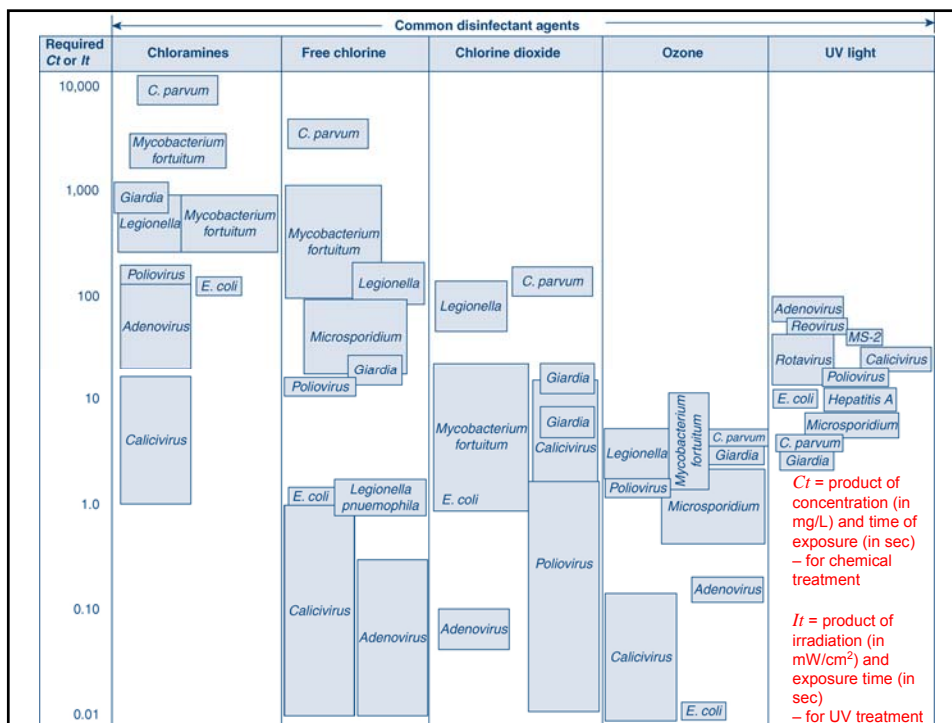 Common disinfectant agents
Required
Ct or It
Chloramines
Free chlorine
Chlorine dioxide
Ozone
UV light
10,000
1,000
100
10
1.0
0.10
0.01
C. parvum
Mycobacterium
fortuitum
Giardia
Legionella
Mycobacterium
fortuitum
Poliovirus
E. coli
Adenovirus
Calicivirus
C. parvum
Mycobacterium
fortuitum
Legionella
Microsporidium
Giardia
Poliovirus
E. coli
Legionella
pnuemophila
Calicivirus
Adenovirus
C. parvum
Legionella
Giardia
Mycobacterium
fortuitum
Giardia
Calicivirus
E. coli
Poliovirus
Adenovirus
Mycobacterium
fortuitum
Legionella
C. parvum
Giardia
Poliovirus
Microsporidium
Adenovirus
Calicivirus
E. coli
Adenovirus
Reovirus
MS-2
Rotavirus
Calicivirus
Poliovirus
E. coli
Hepatitis A
Microsporidium
C. parvum
Giardia
Ct = product of
concentration (in
mg/L) and time of
exposure (in sec)
– for chemical
treatment
It = product of
irradiation (in
mW/cm²) and
exposure time (in
sec)
– for UV treatment